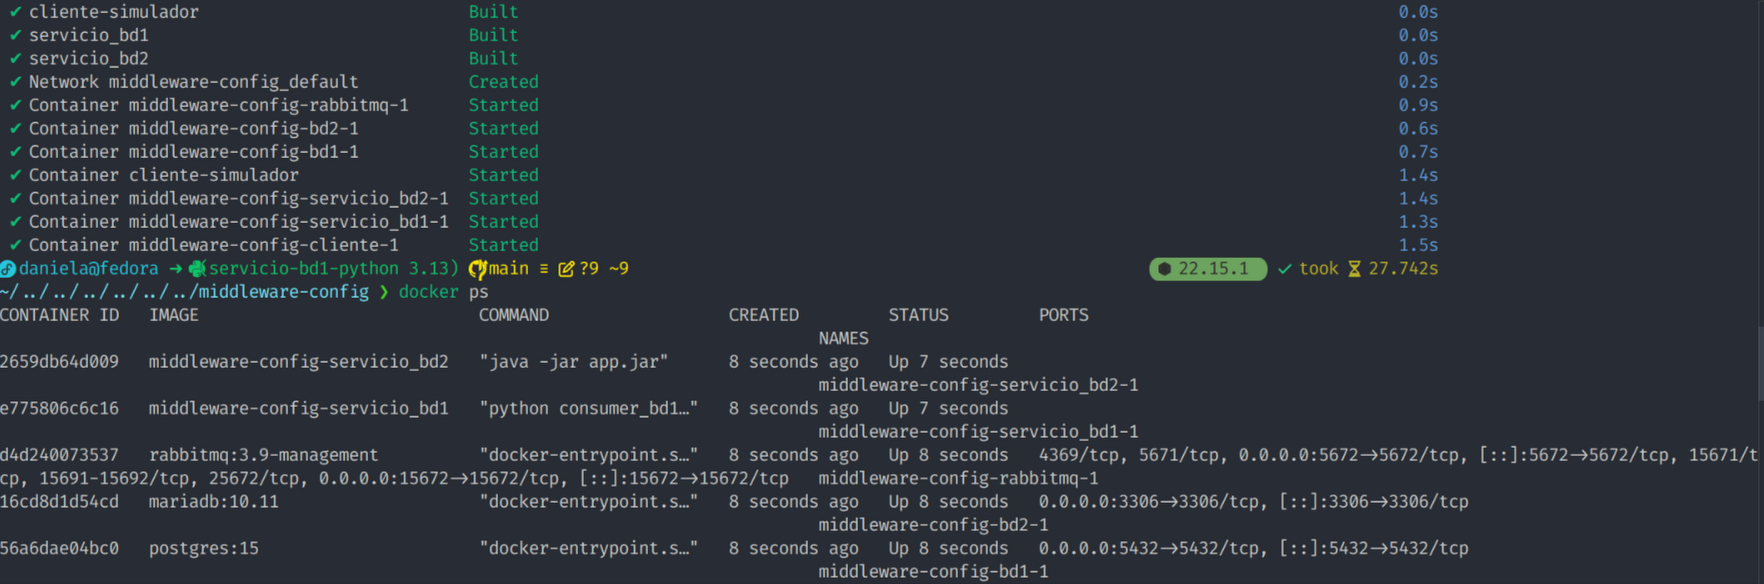 ✔ cliente-simulador Built 0.0s
✔ servicio_bd1 Built 0.0s
✔ servicio_bd2 Built 0.0s
✔ Network middleware-config_default Created 0.2s
✔ Container middleware-config-rabbitmq-1 Started 0.9s
✔ Container middleware-config-bd2-1 Started 0.6s
✔ Container middleware-config-bd1-1 Started 0.7s
✔ Container cliente-simulador Started 1.4s
✔ Container middleware-config-servicio_bd2-1 Started 1.4s
✔ Container middleware-config-servicio_bd1-1 Started 1.3s
✔ Container middleware-config-cliente-1 Started 1.5s
daniela@fedora → servicio-bd1-python 3.13) main ≡ ?9 ~9 22.15.1 ✓ took 27.742s
~/../../../../../../middleware-config ❯ docker ps
CONTAINER ID IMAGE COMMAND CREATED STATUS PORTS
NAMES
2659db64d009 middleware-config-servicio_bd2 "java -jar app.jar" 8 seconds ago Up 7 seconds
middleware-config-servicio_bd2-1
e775806c6c16 middleware-config-servicio_bd1 "python consumer_bd1…" 8 seconds ago Up 7 seconds
middleware-config-servicio_bd1-1
d4d240073537 rabbitmq:3.9-management "docker-entrypoint.s…" 8 seconds ago Up 8 seconds 4369/tcp, 5671/tcp, 0.0.0.0:5672→5672/tcp, [::]:5672→5672/tcp, 15671/t
cp, 15691-15692/tcp, 25672/tcp, 0.0.0.0:15672→15672/tcp, [::]:15672→15672/tcp middleware-config-rabbitmq-1
16cd8d1d54cd mariadb:10.11 "docker-entrypoint.s…" 8 seconds ago Up 8 seconds 0.0.0.0:3306→3306/tcp, [::]:3306→3306/tcp
middleware-config-bd2-1
56a6dae04bc0 postgres:15 "docker-entrypoint.s…" 8 seconds ago Up 8 seconds 0.0.0.0:5432→5432/tcp, [::]:5432→5432/tcp
middleware-config-bd1-1